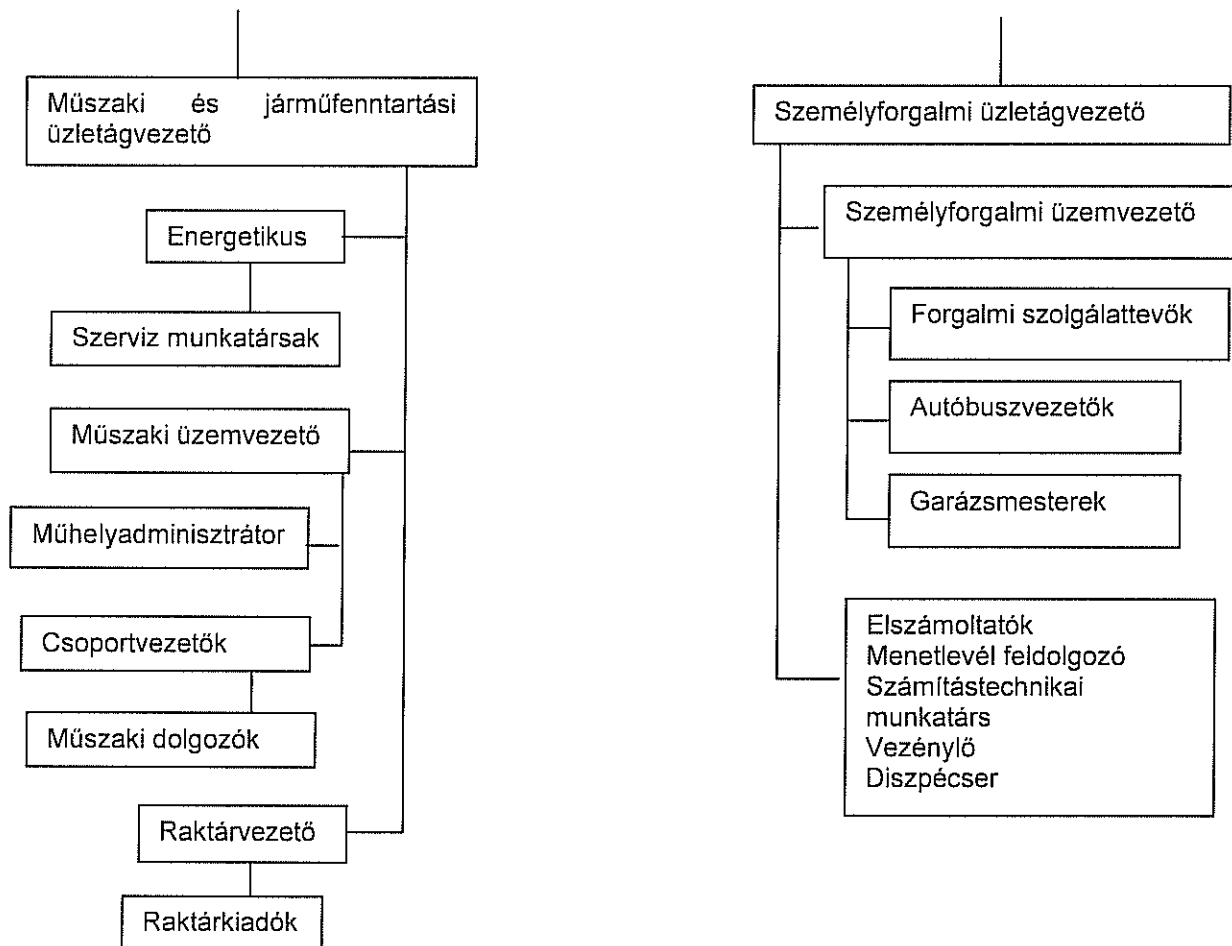 Műszaki és járműfenntartási
üzletágvezető
Energetikus
Szerviz munkatársak
Műszaki üzemvezető
Műhelyadminisztrátor
Csoportvezetők
Műszaki dolgozók
Raktárvezető
Raktárkiadók
Személyforgalmi üzletágvezető
Személyforgalmi üzemvezető
Forgalmi szolgálattevők
Autóbuszvezetők
Garázsmesterek
Elszámoltatók
Menetlevél feldolgozó
Számítástechnikai
munkatárs
Vezénylő
Diszpécser